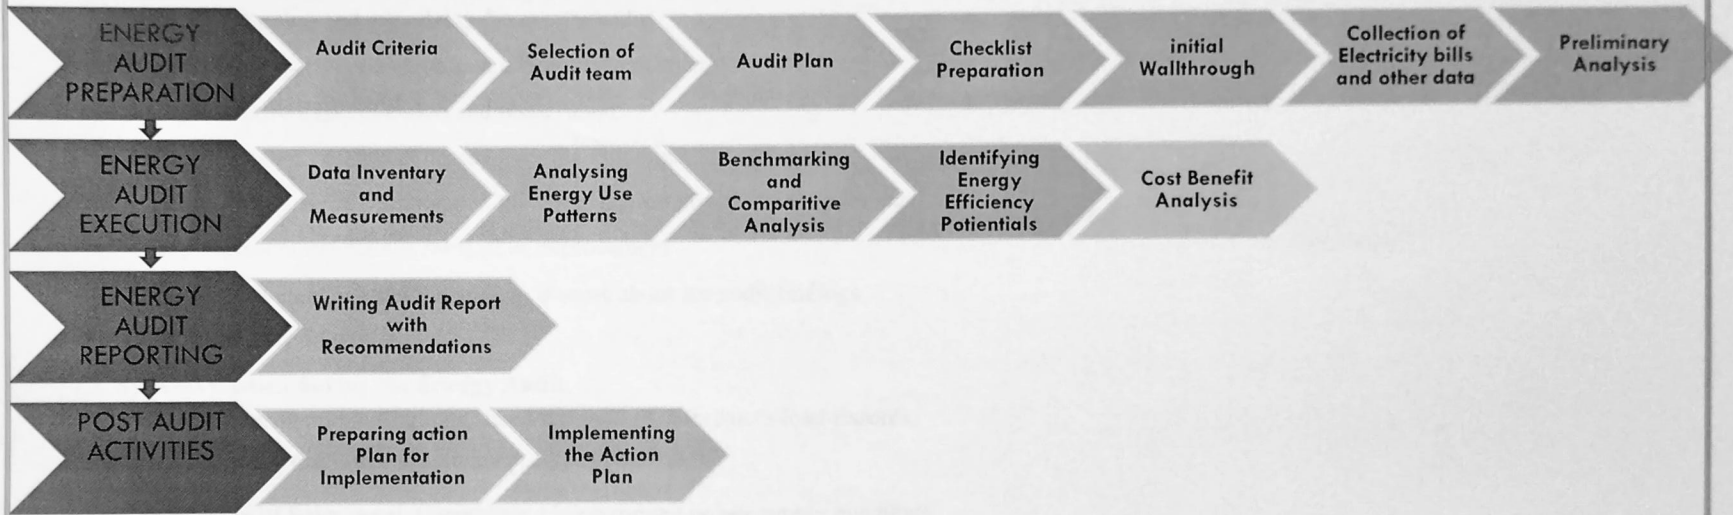 ENERGY
AUDIT
PREPARATION
Audit Criteria
Selection of
Audit team
Audit Plan
Checklist
Preparation
initial
Wallthrough
Collection of
Electricity bills
and other data
Preliminary
Analysis
ENERGY
AUDIT
EXECUTION
Data Inventory
and
Measurements
Analysing
Energy Use
Patterns
Benchmarking
and
Comparitive
Analysis
Identifying
Energy
Efficiency
Potientials
Cost Benefit
Analysis
ENERGY
AUDIT
REPORTING
Writing Audit Report
with
Recommendations
POST AUDIT
ACTIVITIES
Preparing action
Plan for
Implementation
Implementing
the Action
Plan